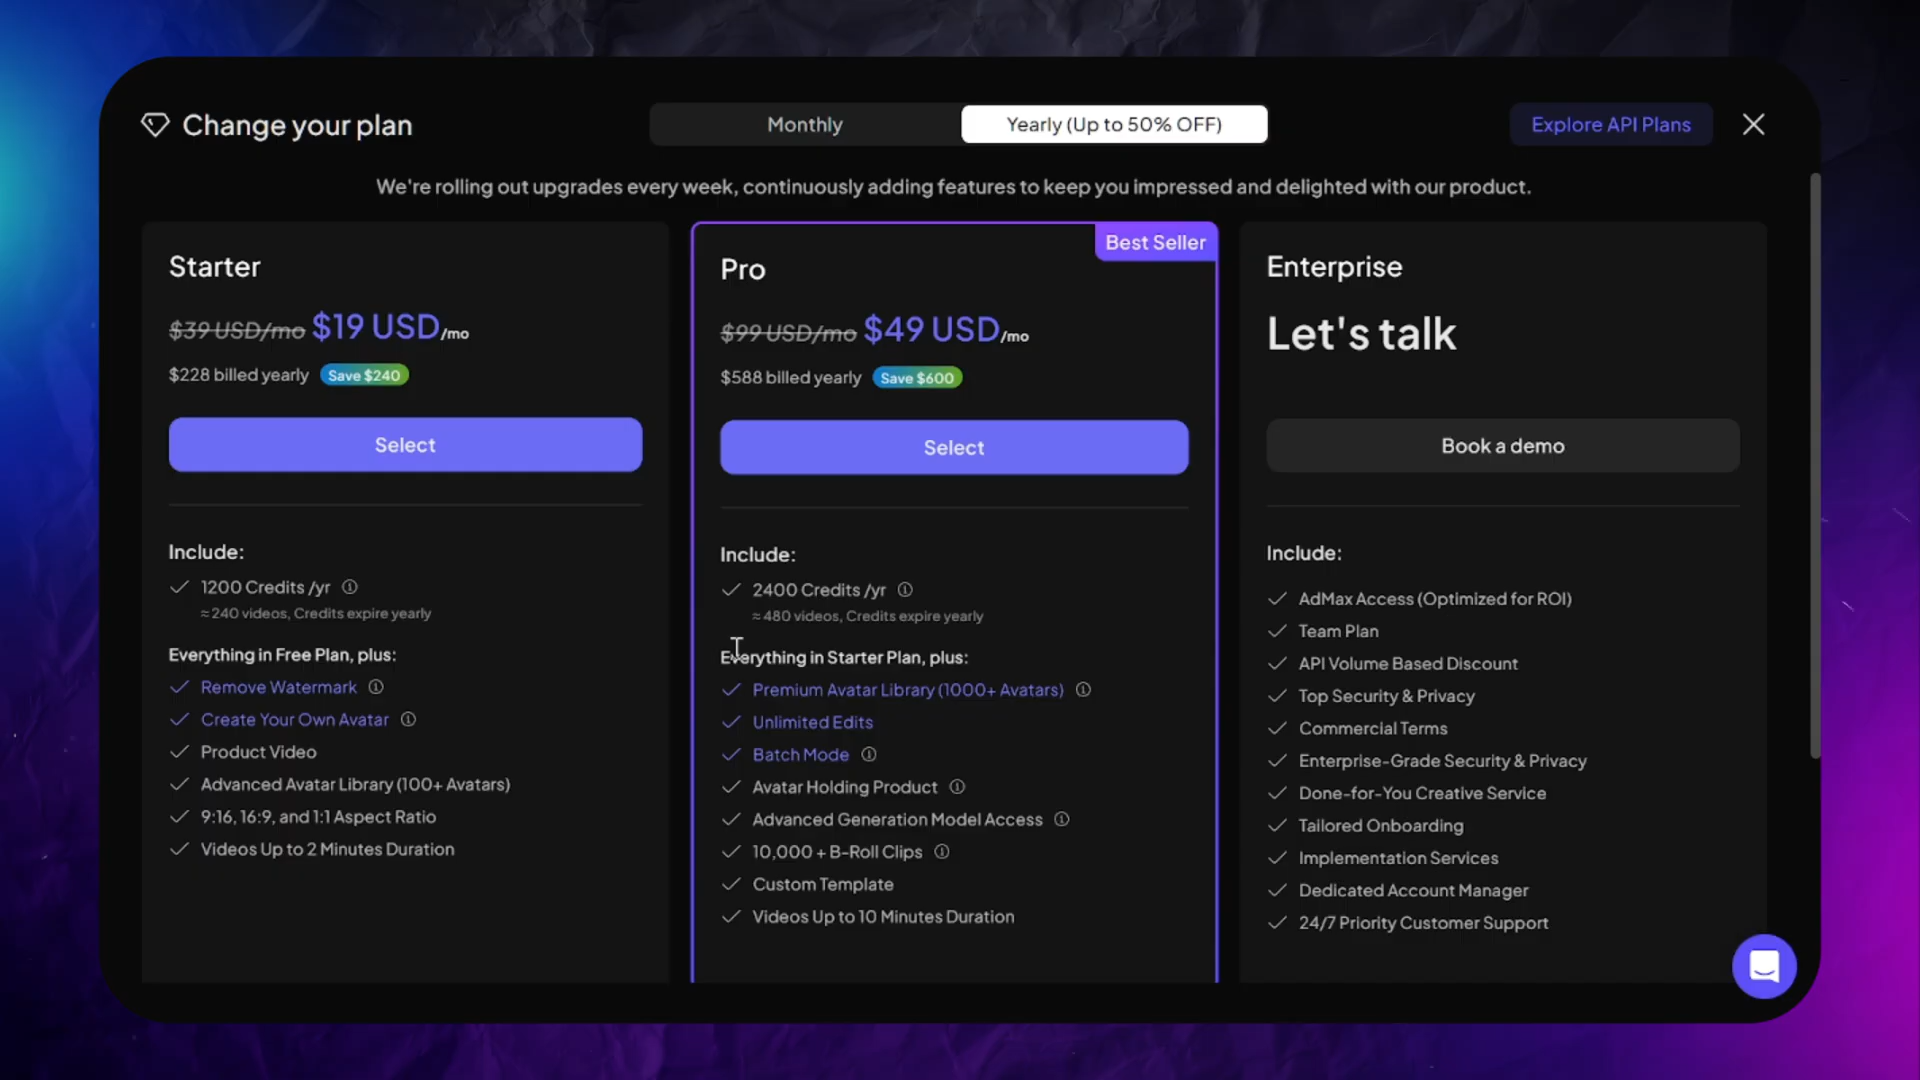 Change your plan
Monthly
Yearly (Up to 50% OFF)
Explore API Plans
We're rolling out upgrades every week, continuously adding features to keep you impressed and delighted with our product.
Starter
$39 USD/mo $19 USD/mo
$228 billed yearly Save $240
Select
Include:
1200 Credits /yr
≈ 240 videos, Credits expire yearly
Everything in Free Plan, plus:
Remove Watermark
Create Your Own Avatar
Product Video
Advanced Avatar Library (100+ Avatars)
9:16, 16:9, and 1:1 Aspect Ratio
Videos Up to 2 Minutes Duration
Best Seller
Pro
$99 USD/mo $49 USD/mo
$588 billed yearly Save $600
Select
Include:
2400 Credits /yr
≈ 480 videos, Credits expire yearly
Everything in Starter Plan, plus:
Premium Avatar Library (1000+ Avatars)
Unlimited Edits
Batch Mode
Avatar Holding Product
Advanced Generation Model Access
10,000 + B-Roll Clips
Custom Template
Videos Up to 10 Minutes Duration
Enterprise
Let's talk
Book a demo
Include:
AdMax Access (Optimized for ROI)
Team Plan
API Volume Based Discount
Top Security & Privacy
Commercial Terms
Enterprise-Grade Security & Privacy
Done-for-You Creative Service
Tailored Onboarding
Implementation Services
Dedicated Account Manager
24/7 Priority Customer Support